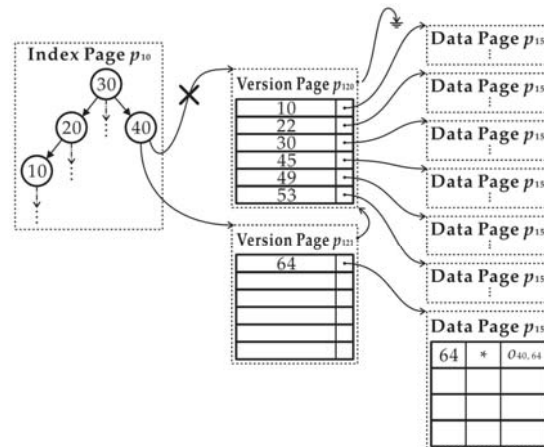 Index Page p10
30
20
40
10
Version Page p120
10
22
30
45
49
53
Version Page p121
64
Data Page p15
Data Page p15
Data Page p15
Data Page p15
Data Page p15
Data Page p15
Data Page p15
64 * o40, 64